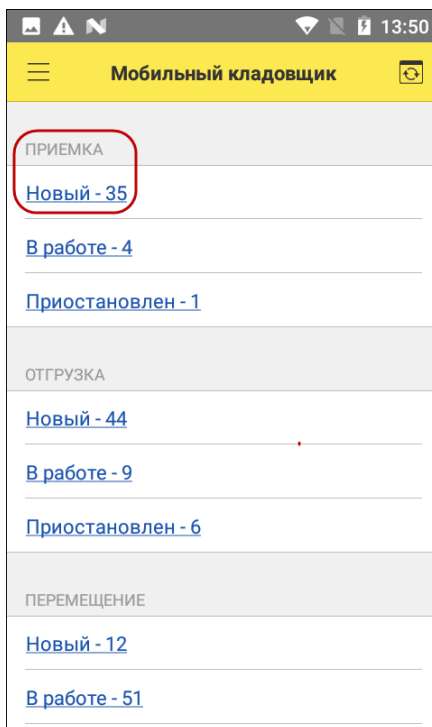 13:50
Мобильный кладовщик
ПРИЕМКА
Новый - 35
В работе - 4
Приостановлен - 1
ОТГРУЗКА
Новый - 44
В работе - 9
Приостановлен - 6
ПЕРЕМЕЩЕНИЕ
Новый - 12
В работе - 51